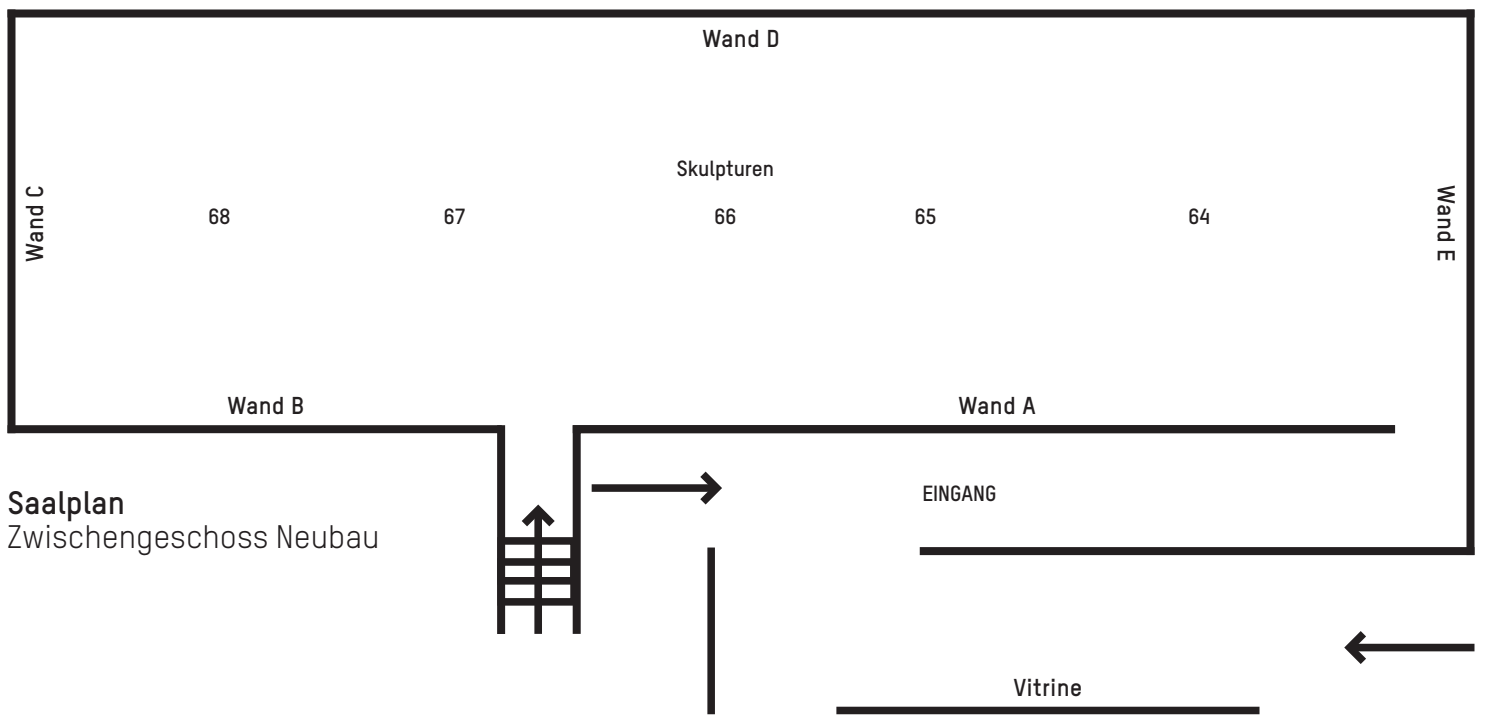 Wand D
Skulpturen
Wand C
68 67 66 65 64
Wand E
Wand B Wand A
Saalplan
Zwischengeschoss Neubau
EINGANG
Vitrine